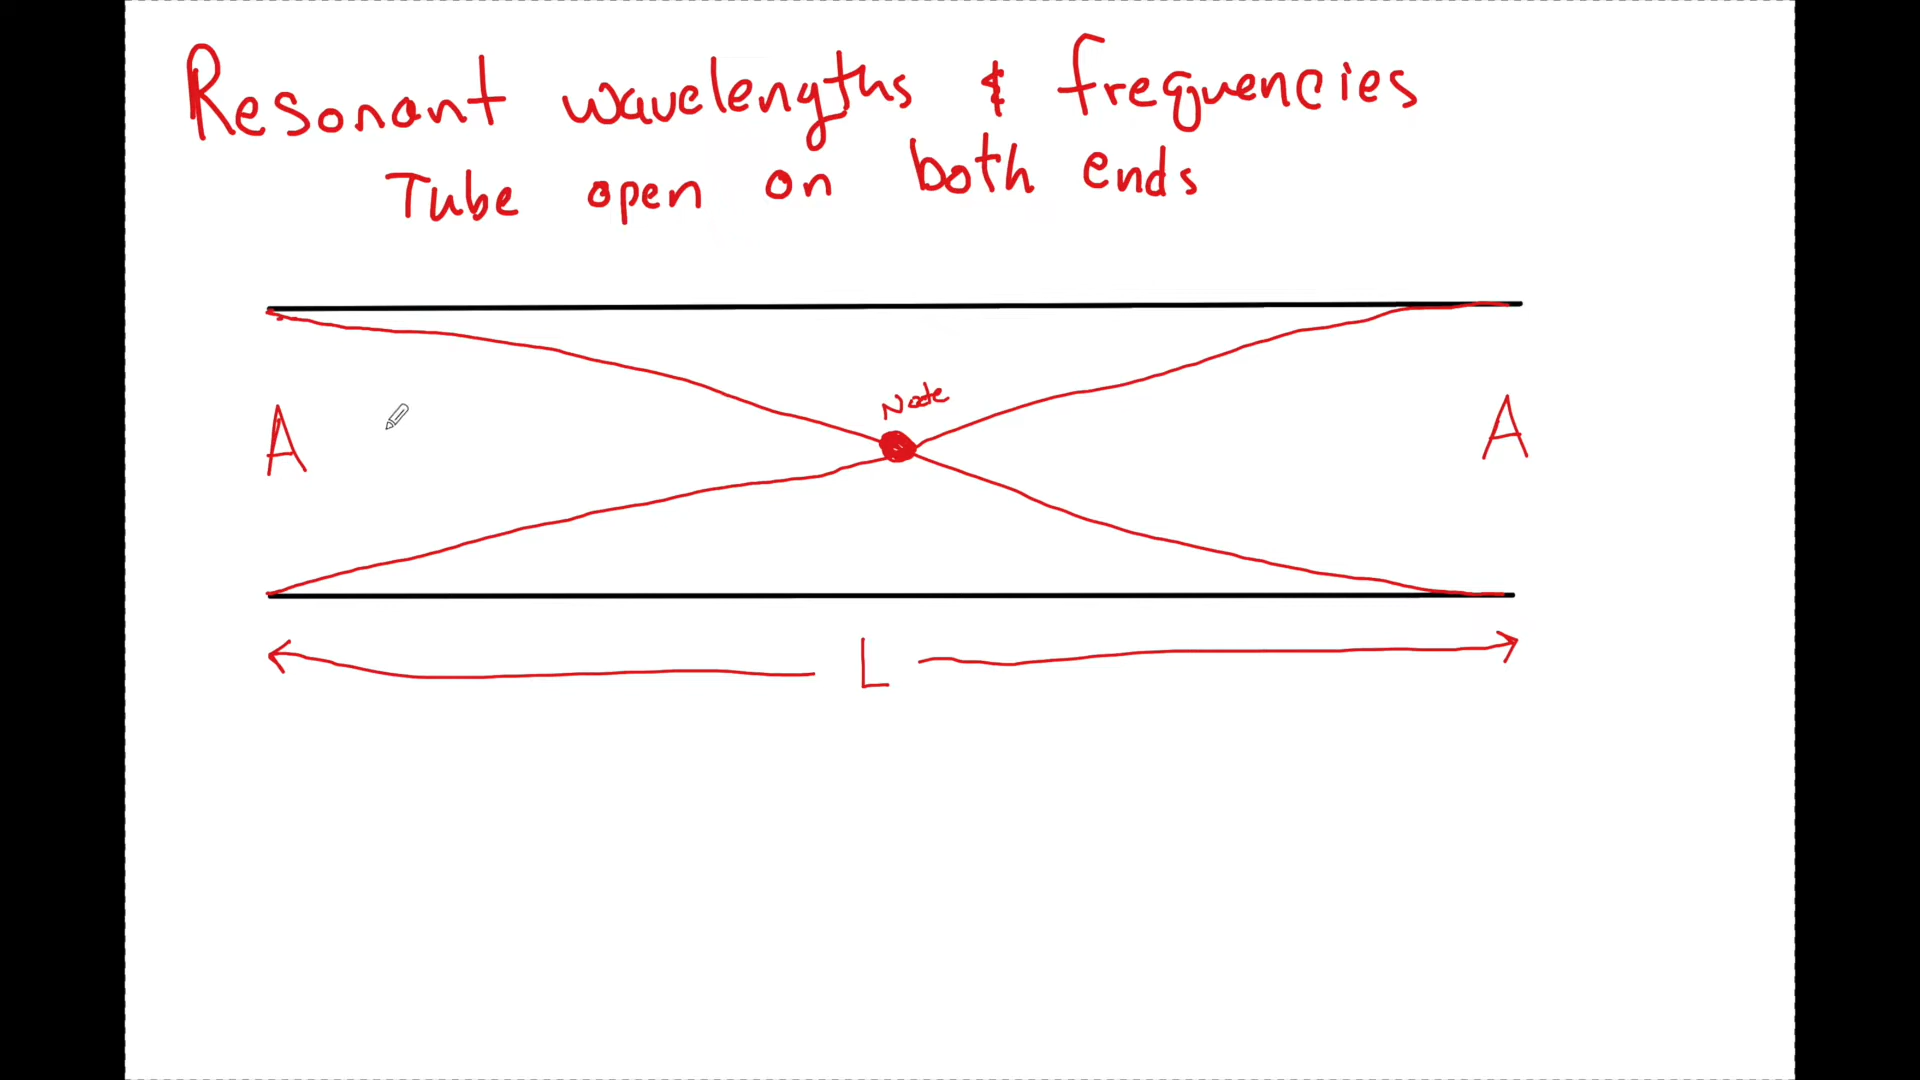 Resonant wavelengths & frequencies
Tube open on both ends
Node
A
A
L